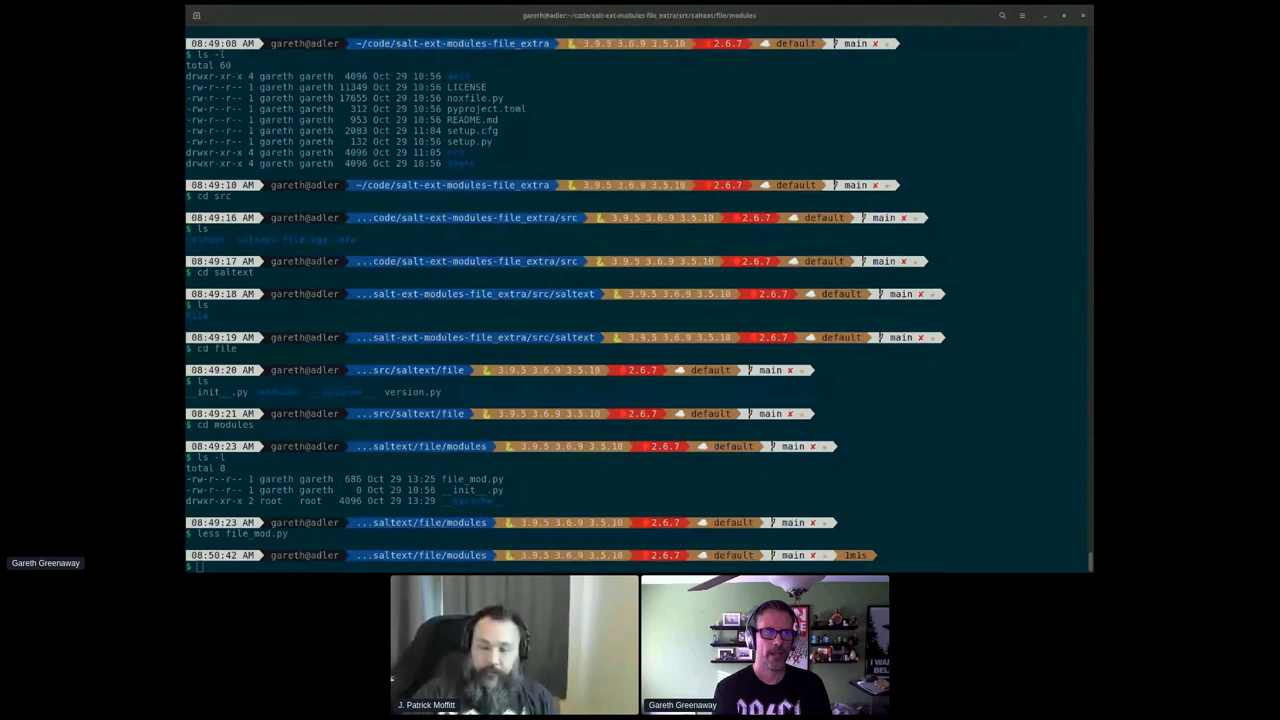 gareth@adler:~/code/salt-ext-modules-file_extra/src/saltext/file/modules
08:49:08 AM gareth@adler ~/code/salt-ext-modules-file_extra 3.9.5 3.6.9 3.5.10 2.6.7 default main ✘
$ ls -l
total 60
drwxr-xr-x 4 gareth gareth 4096 Oct 29 10:56
-rw-r--r-- 1 gareth gareth 11349 Oct 29 10:56 LICENSE
-rw-r--r-- 1 gareth gareth 17655 Oct 29 10:56 noxfile.py
-rw-r--r-- 1 gareth gareth 312 Oct 29 10:56 pyproject.toml
-rw-r--r-- 1 gareth gareth 953 Oct 29 10:56 README.md
-rw-r--r-- 1 gareth gareth 2083 Oct 29 11:04 setup.cfg
-rw-r--r-- 1 gareth gareth 132 Oct 29 10:56 setup.py
drwxr-xr-x 4 gareth gareth 4096 Oct 29 11:05
drwxr-xr-x 4 gareth gareth 4096 Oct 29 10:56
08:49:10 AM gareth@adler ~/code/salt-ext-modules-file_extra 3.9.5 3.6.9 3.5.10 2.6.7 default main ✘
$ cd src
08:49:16 AM gareth@adler ...code/salt-ext-modules-file_extra/src 3.9.5 3.6.9 3.5.10 2.6.7 default main ✘
$ ls
08:49:17 AM gareth@adler ...code/salt-ext-modules-file_extra/src 3.9.5 3.6.9 3.5.10 2.6.7 default main ✘
$ cd saltext
08:49:18 AM gareth@adler ...salt-ext-modules-file_extra/src/saltext 3.9.5 3.6.9 3.5.10 2.6.7 default main ✘
$ ls
file
08:49:19 AM gareth@adler ...salt-ext-modules-file_extra/src/saltext 3.9.5 3.6.9 3.5.10 2.6.7 default main ✘
$ cd file
08:49:20 AM gareth@adler ...src/saltext/file 3.9.5 3.6.9 3.5.10 2.6.7 default main ✘
$ ls
__init__.py modules version.py
08:49:21 AM gareth@adler ...src/saltext/file 3.9.5 3.6.9 3.5.10 2.6.7 default main ✘
$ cd modules
08:49:23 AM gareth@adler ...saltext/file/modules 3.9.5 3.6.9 3.5.10 2.6.7 default main ✘
$ ls -l
total 8
-rw-r--r-- 1 gareth gareth 686 Oct 29 13:25 file_mod.py
-rw-r--r-- 1 gareth gareth 0 Oct 29 10:56 __init__.py
drwxr-xr-x 2 root root 4096 Oct 29 13:29
08:49:23 AM gareth@adler ...saltext/file/modules 3.9.5 3.6.9 3.5.10 2.6.7 default main ✘
$ less file_mod.py
08:50:42 AM gareth@adler ...saltext/file/modules 3.9.5 3.6.9 3.5.10 2.6.7 default main ✘ 1m1s
$
Gareth Greenaway
J. Patrick Moffitt
Gareth Greenaway
I WA
BEL